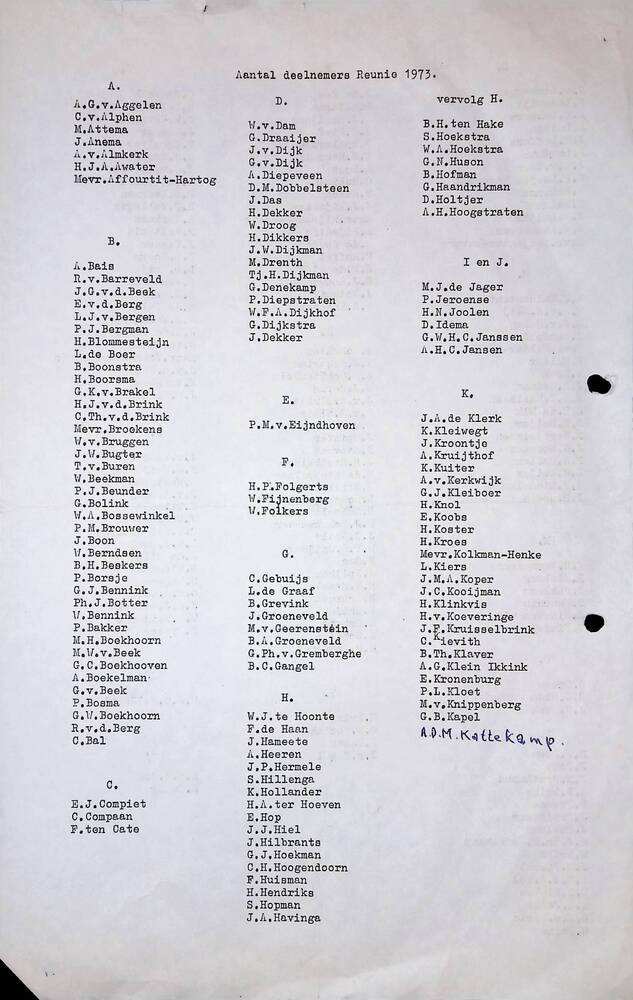 Aantal deelnemers Reunie 1973.
A.
A.G.v.Aggelen
C.v.Alphen
M.Attema
J.Anema
A.v.Almkerk
H.J.A.Awater
Mevr.Affourtit-Hartog
B.
A.Bais
R.v.Barreveld
J.G.v.d.Beek
E.v.d.Berg
L.J.v.Bergen
P.J.Bergman
H.Blommesteijn
L.de Boer
B.Boonstra
H.Boorsma
G.K.v.Brakel
H.J.v.d.Brink
C.Th.v.d.Brink
Mevr.Broekens
W.v.Bruggen
J.W.Bugter
T.v.Buren
W.Beekman
P.J.Beunder
G.Bolink
W.A.Bossewinkel
P.M.Brouwer
J.Boon
W.Berndsen
B.H.Beskers
P.Borsje
G.J.Bennink
Ph.J.Botter
W.Bennink
P.Bakker
M.H.Boekhoorn
M.W.v.Beek
G.C.Boekhooven
A.Boekelman
G.v.Beek
P.Bosma
G.W.Boekhoorn
R.v.d.Berg
C.Bal
C.
E.J.Compiet
C.Compaan
F.ten Cate
D.
W.v.Dam
G.Draaijer
J.v.Dijk
G.v.Dijk
A.Diepeveen
D.M.Dobbelsteen
J.Das
H.Dekker
W.Droog
H.Dikkers
J.W.Dijkman
M.Drenth
Tj.H.Dijkman
G.Denekamp
P.Diepstraten
W.F.A.Dijkhof
G.Dijkstra
J.Dekker
E.
P.M.v.Eijndhoven
F.
H.P.Folgerts
W.Fijnenberg
W.Folkers
G.
C.Gebuijs
L.de Graaf
B.Grevink
J.Groeneveld
M.v.Geerenstein
B.A.Groeneveld
G.Ph.v.Gremberghe
B.C.Gangel
H.
W.J.te Hoonte
F.de Haan
J.Hameete
A.Heeren
J.P.Hermele
S.Hillenga
K.Hollander
H.A.ter Hoeven
E.Hop
J.J.Hiel
J.Hilbrants
G.J.Hoekman
C.H.Hoogendoorn
F.Huisman
H.Hendriks
S.Hopman
J.A.Havinga
vervolg H.
B.H.ten Hake
S.Hoekstra
W.A.Hoekstra
G.N.Huson
B.Hofman
G.Haandrikman
D.Holtjer
A.H.Hoogstraten
I en J.
M.J.de Jager
P.Jeroense
H.N.Joolen
D.Idema
G.W.H.C.Janssen
A.H.C.Jansen
K.
J.A.de Klerk
K.Kleiwegt
J.Kroontje
A.Kruijthof
K.Kuiter
A.v.Kerkwijk
G.J.Kleiboer
H.Knol
E.Koobs
H.Koster
H.Kroes
Mevr.Kolkman-Henke
L.Kiers
J.M.A.Koper
J.C.Kooijman
H.Klinkvis
H.v.Koeveringe
J.F.Kruisselbrink
C.Kievith
B.Th.Klaver
A.G.Klein Ikkink
E.Kronenburg
P.L.Kloet
M.v.Knippenberg
G.B.Kapel
A.D.M.Kattekamp.